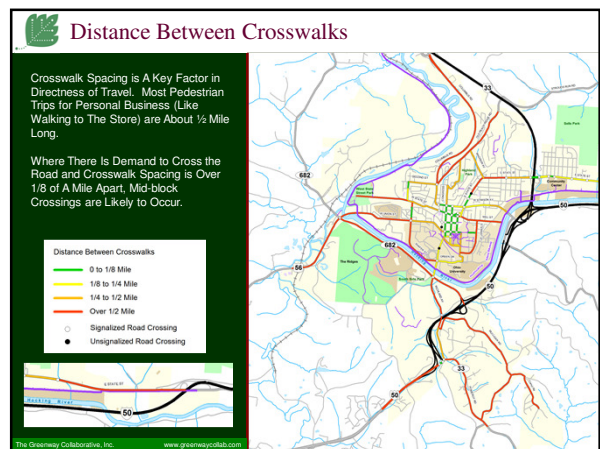 Distance Between Crosswalks
Crosswalk Spacing is A Key Factor in
Directness of Travel.  Most Pedestrian
Trips for Personal Business (Like
Walking to The Store) are About ½ Mile
Long.
Where There Is Demand to Cross the
Road and Crosswalk Spacing is Over
1/8 of A Mile Apart, Mid-block
Crossings are Likely to Occur.
Distance Between Crosswalks
0 to 1/8 Mile
1/8 to 1/4 Mile
1/4 to 1/2 Mile
Over 1/2 Mile
Signalized Road Crossing
Unsignalized Road Crossing
E STATE ST
Hocking River
50
The Greenway Collaborative, Inc.
www.greenwaycollab.com
33
682
Community
Center
50
682
The Ridges
Ohio
University
56
50
33
50